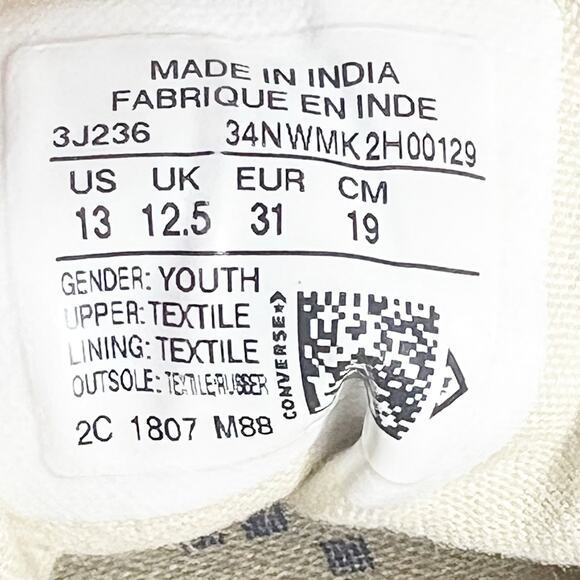 MADE IN INDIA
FABRIQUE EN INDE
3J236 34NWMK2H00129
US UK EUR CM
13 12.5 31 19
GENDER: YOUTH
UPPER: TEXTILE
LINING: TEXTILE
OUTSOLE: TEXTILE-RUBBER
CONVERSE
2C 1807 M88